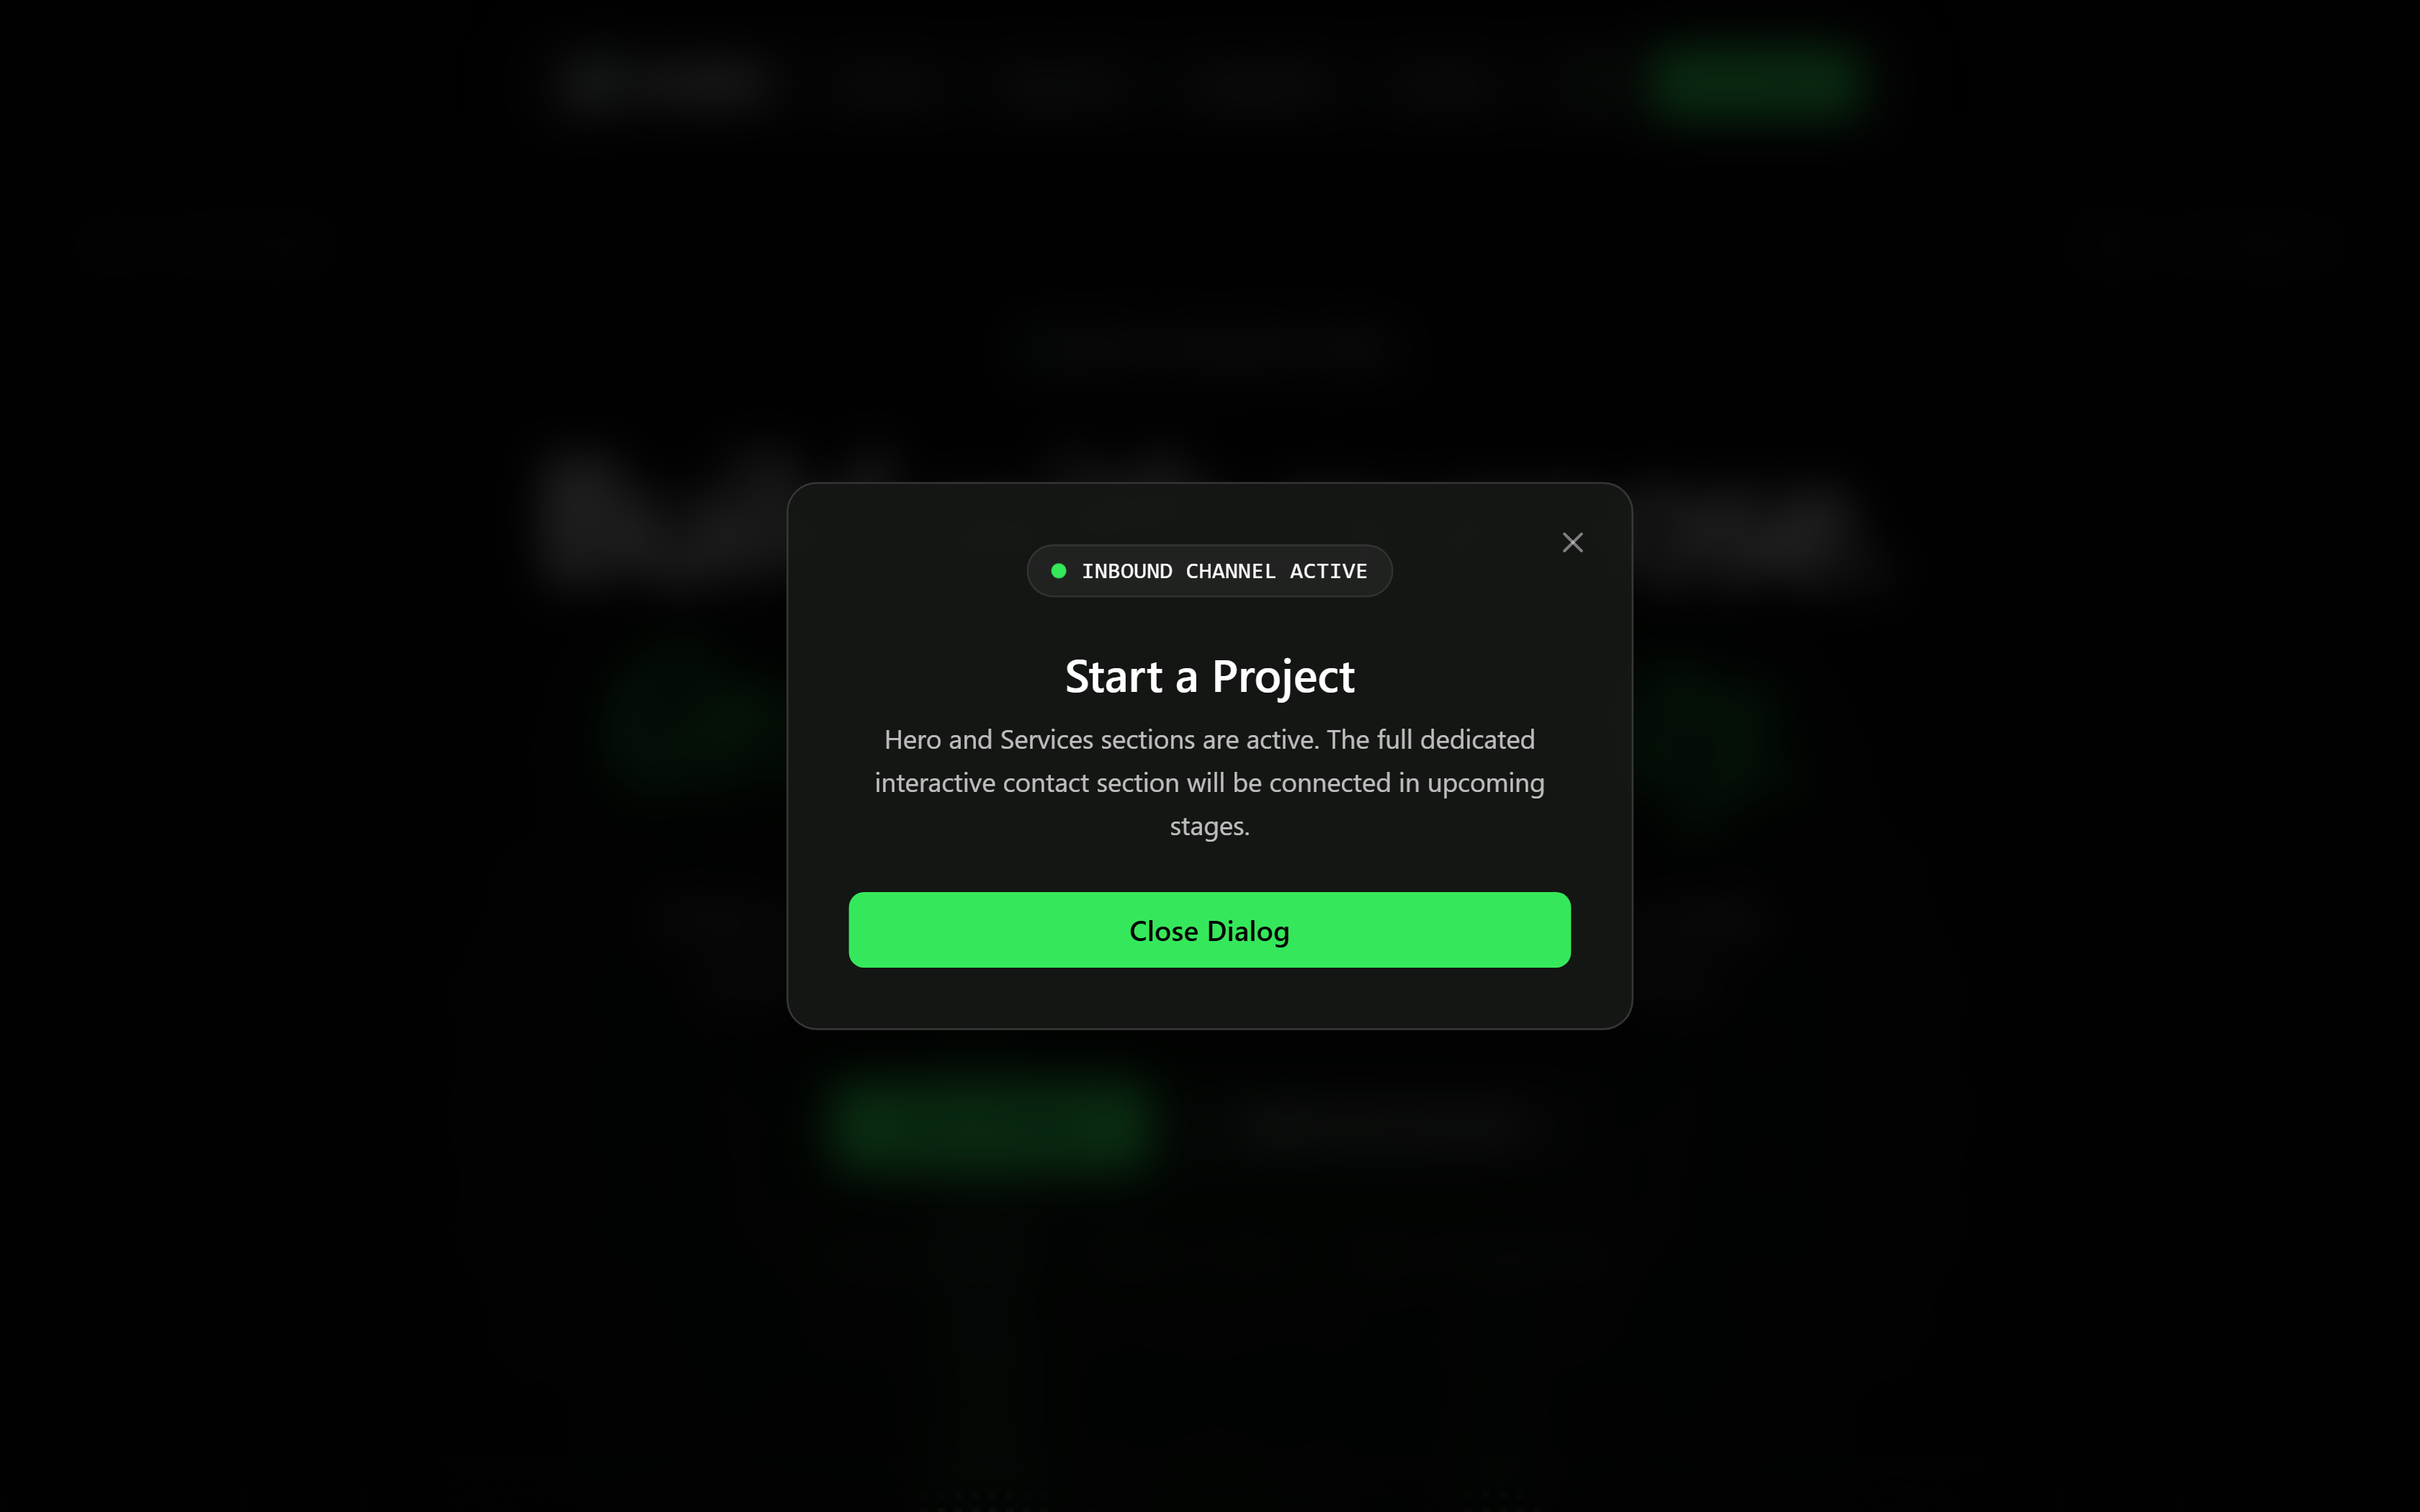 INBOUND CHANNEL ACTIVE
Start a Project
Hero and Services sections are active. The full dedicated
interactive contact section will be connected in upcoming
stages.
Close Dialog